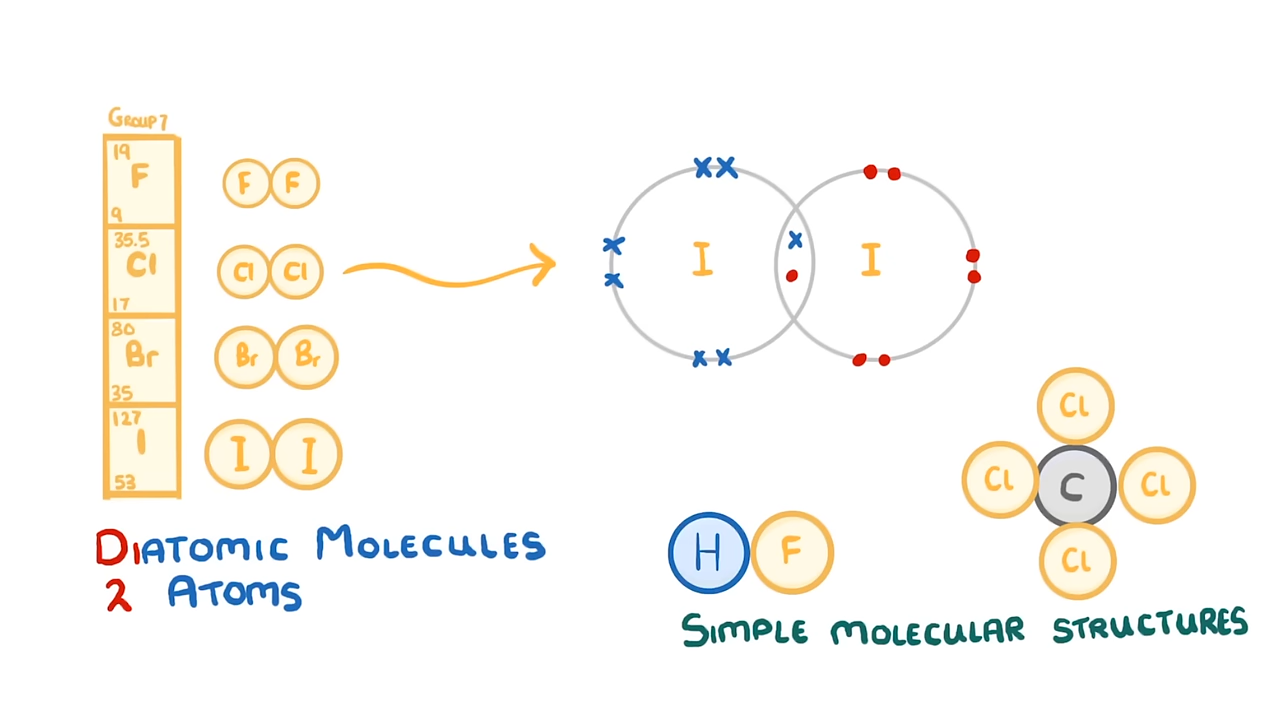 GROUP 7
19
F
9
F F
35.5
Cl
17
Cl Cl
80
Br
35
Br Br
127
I
53
I I
DIATOMIC MOLECULES
2 ATOMS
I I
H F
Cl
Cl C Cl
Cl
SIMPLE MOLECULAR STRUCTURES